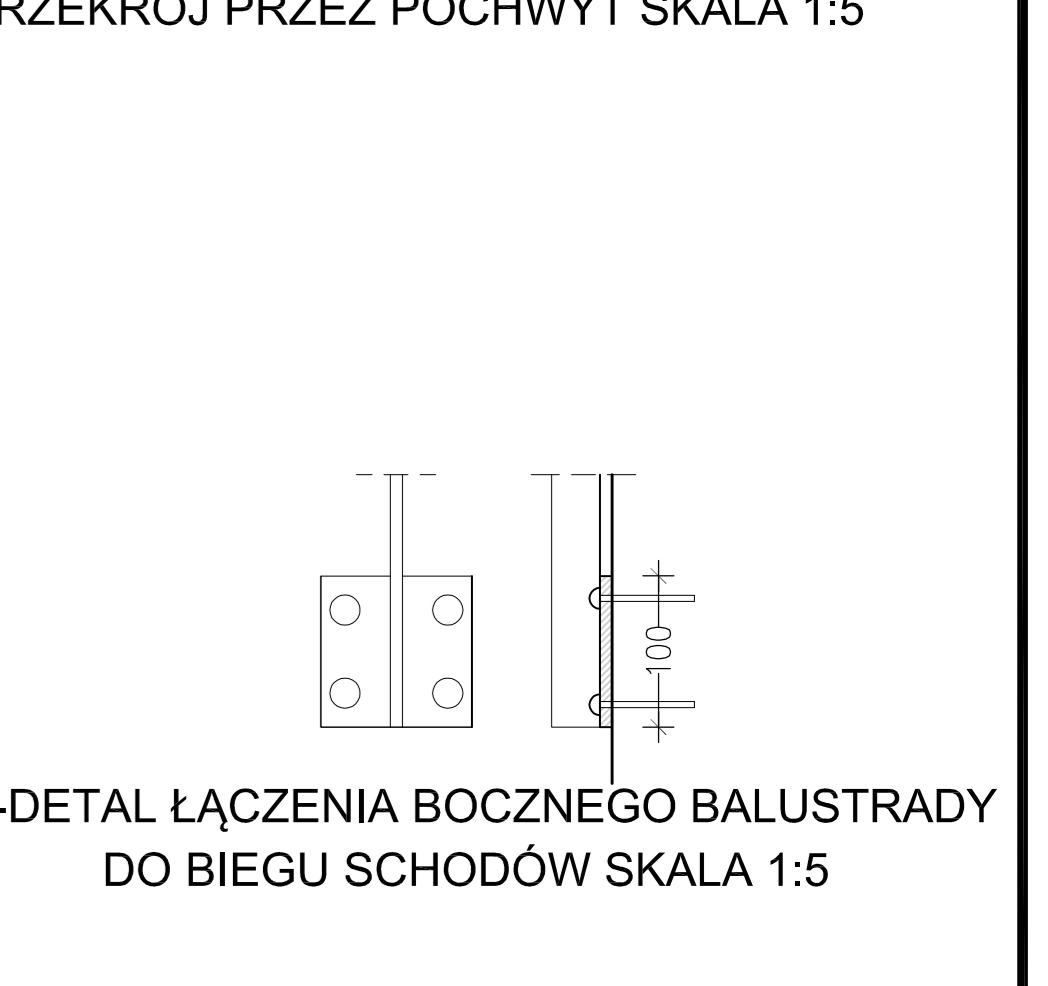 RZEKRÓJ PRZEZ POCHWYT SKALA 1:5
100
-DETAL ŁĄCZENIA BOCZNEGO BALUSTRADY
DO BIEGU SCHODÓW SKALA 1:5